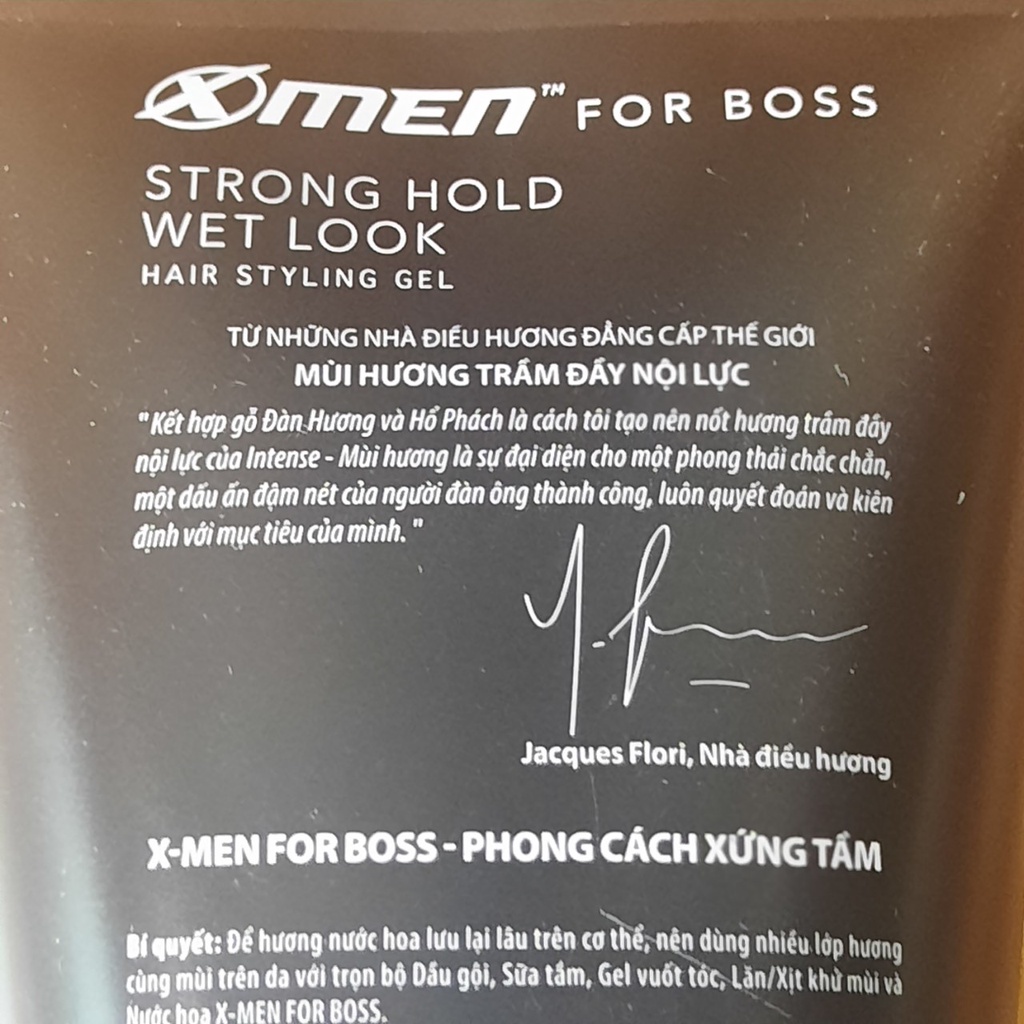 XMEN™ FOR BOSS
STRONG HOLD
WET LOOK
HAIR STYLING GEL
TỪ NHỮNG NHÀ ĐIỀU HƯƠNG ĐẲNG CẤP THẾ GIỚI
MÙI HƯƠNG TRẦM ĐẦY NỘI LỰC
"Kết hợp gỗ Đàn Hương và Hổ Phách là cách tôi tạo nên nốt hương trầm đầy
nội lực của Intense - Mùi hương là sự đại diện cho một phong thái chắc chắn,
một dấu ấn đậm nét của người đàn ông thành công, luôn quyết đoán và kiên
định với mục tiêu của mình."
Jacques Flori, Nhà điều hương
X-MEN FOR BOSS - PHONG CÁCH XỨNG TẦM
Bí quyết: Để hương nước hoa lưu lại lâu trên cơ thể, nên dùng nhiều lớp hương
cùng mùi trên da với trọn bộ Dầu gội, Sữa tắm, Gel vuốt tóc, Lăn/Xịt khử mùi và
Nước hoa X-MEN FOR BOSS.